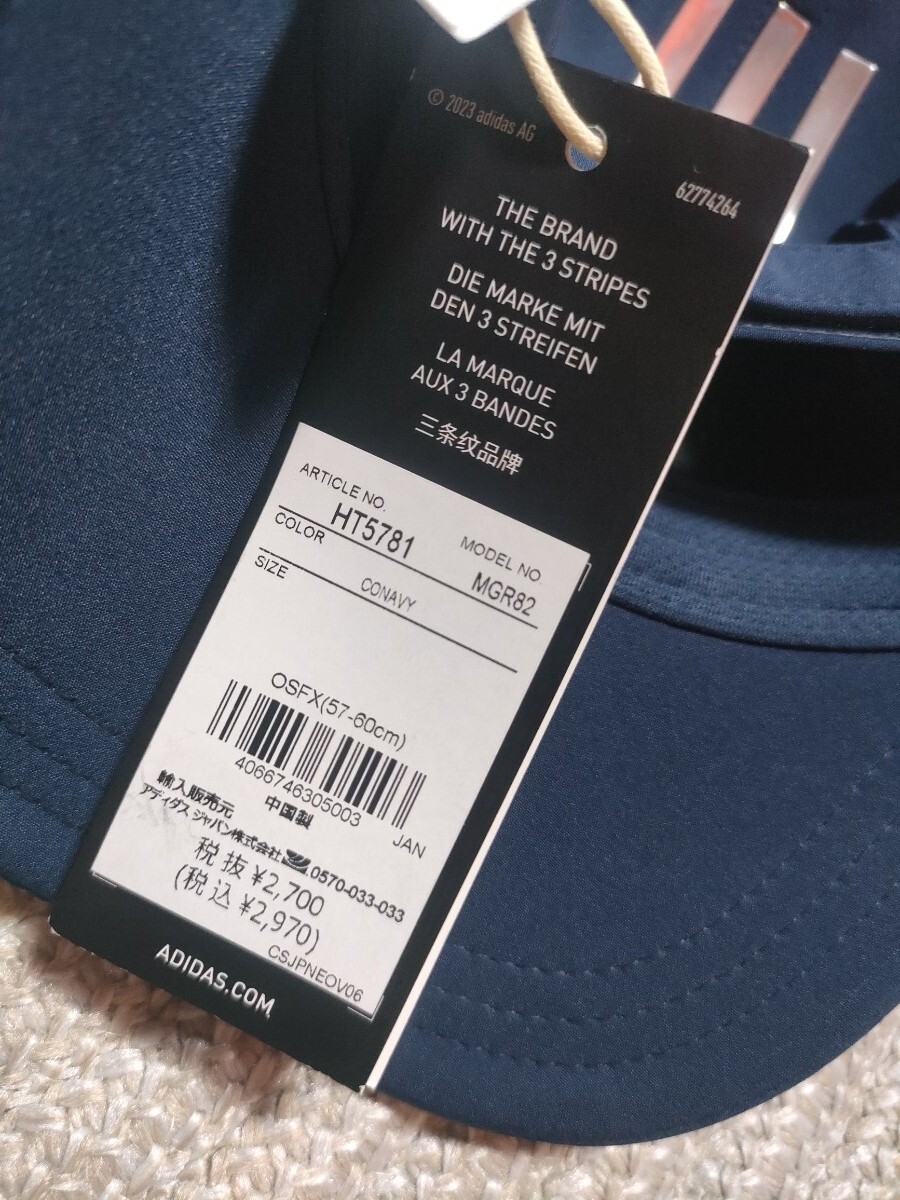 © 2023 adidas AG
62774264
THE BRAND
WITH THE 3 STRIPES
DIE MARKE MIT
DEN 3 STREIFEN
LA MARQUE
AUX 3 BANDES
三条纹品牌
ARTICLE NO.
HT5781
MODEL NO
MGR82
COLOR
CONAVY
SIZE
OSFX(57-60cm)
4066746305003
JAN
輸入販売元
中国製
アディダス ジャパン株式会社
0570-033-033
税抜 ¥2,700
(税込 ¥2,970)
CSJPNEOV06
ADIDAS.COM